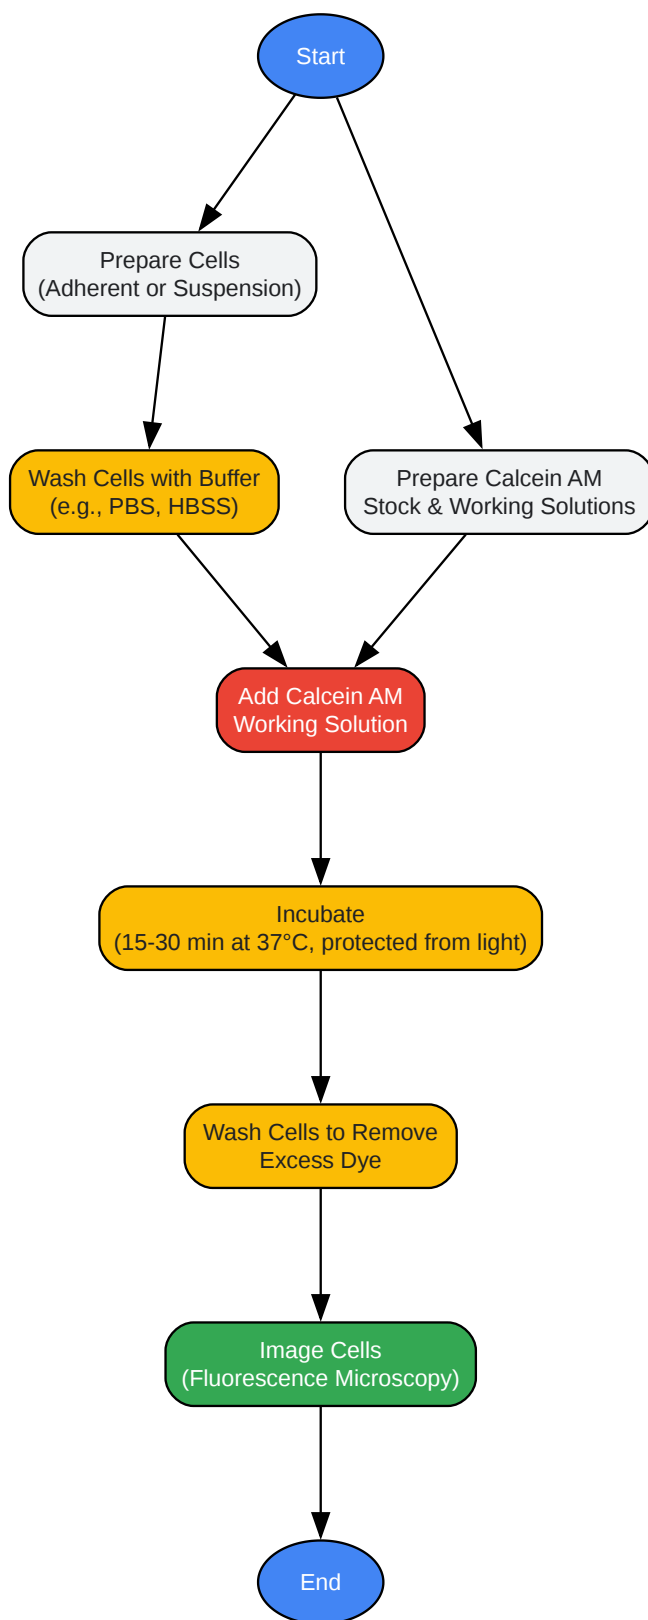 Start
Prepare Cells
(Adherent or Suspension)
Wash Cells with Buffer
(e.g., PBS, HBSS)
Prepare Calcein AM
Stock & Working Solutions
Add Calcein AM
Working Solution
Incubate
(15-30 min at 37°C, protected from light)
Wash Cells to Remove
Excess Dye
Image Cells
(Fluorescence Microscopy)
End